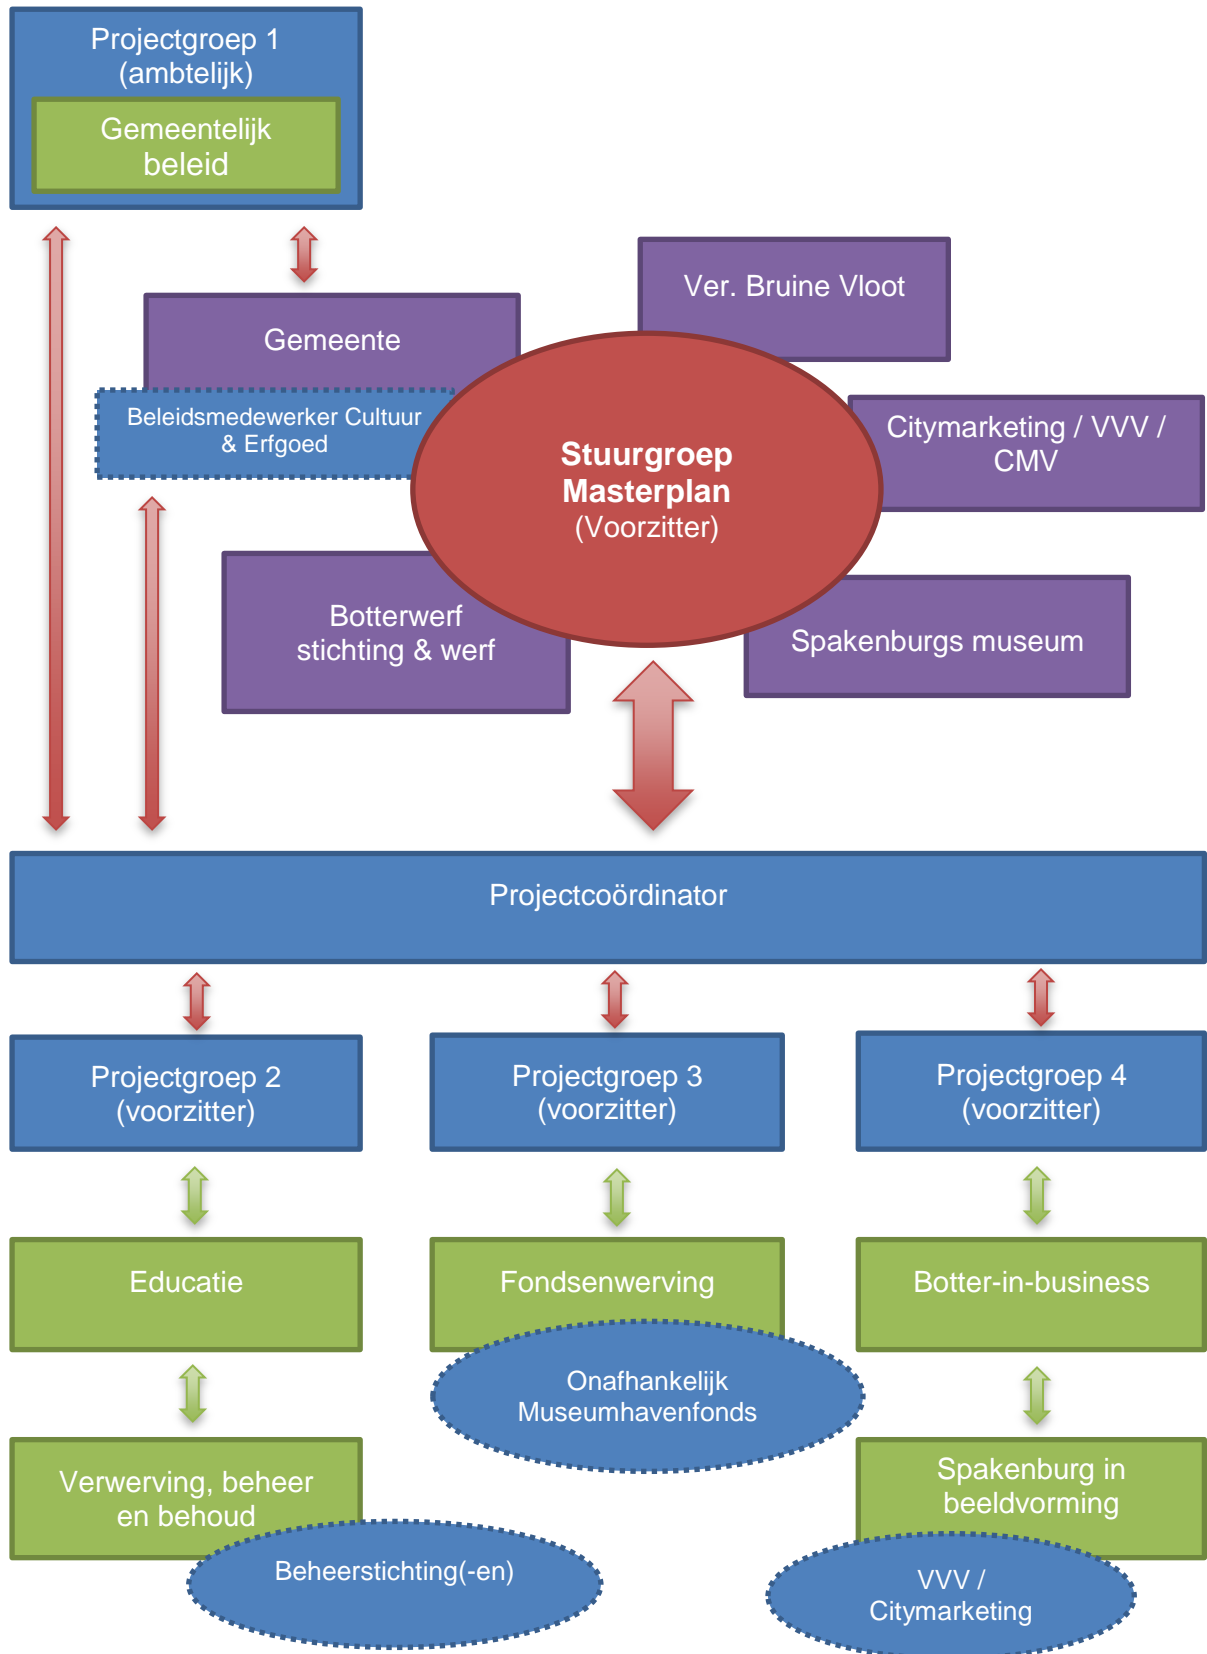 Projectgroep 1
(ambtelijk)
Gemeentelijk
beleid
Ver. Bruine Vloot
Gemeente
Beleidsmedewerker Cultuur
& Erfgoed
Citymarketing / VVV /
CMV
Stuurgroep
Masterplan
(Voorzitter)
Botterwerf
stichting & werf
Spakenburgs museum
Projectcoördinator
Projectgroep 2
(voorzitter)
Projectgroep 3
(voorzitter)
Projectgroep 4
(voorzitter)
Educatie
Fondsenwerving
Botter-in-business
Onafhankelijk
Museumhavenfonds
Verwerving, beheer
en behoud
Spakenburg in
beeldvorming
Beheerstichting(-en)
VVV /
Citymarketing